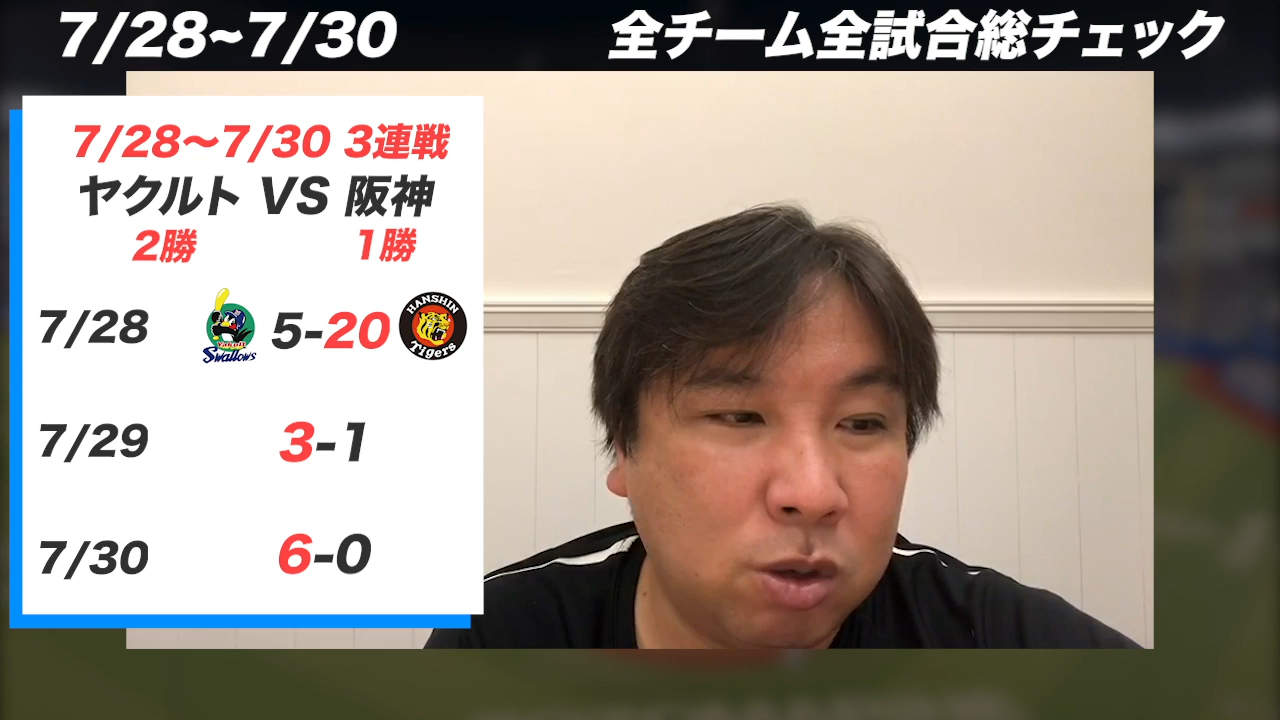 7/28~7/30
全チーム全試合総チェック
7/28～7/30 3連戦
ヤクルト VS 阪神
2勝 1勝
7/28 Yakult Swallows 5-20 HANSHIN Tigers
7/29 3-1
7/30 6-0